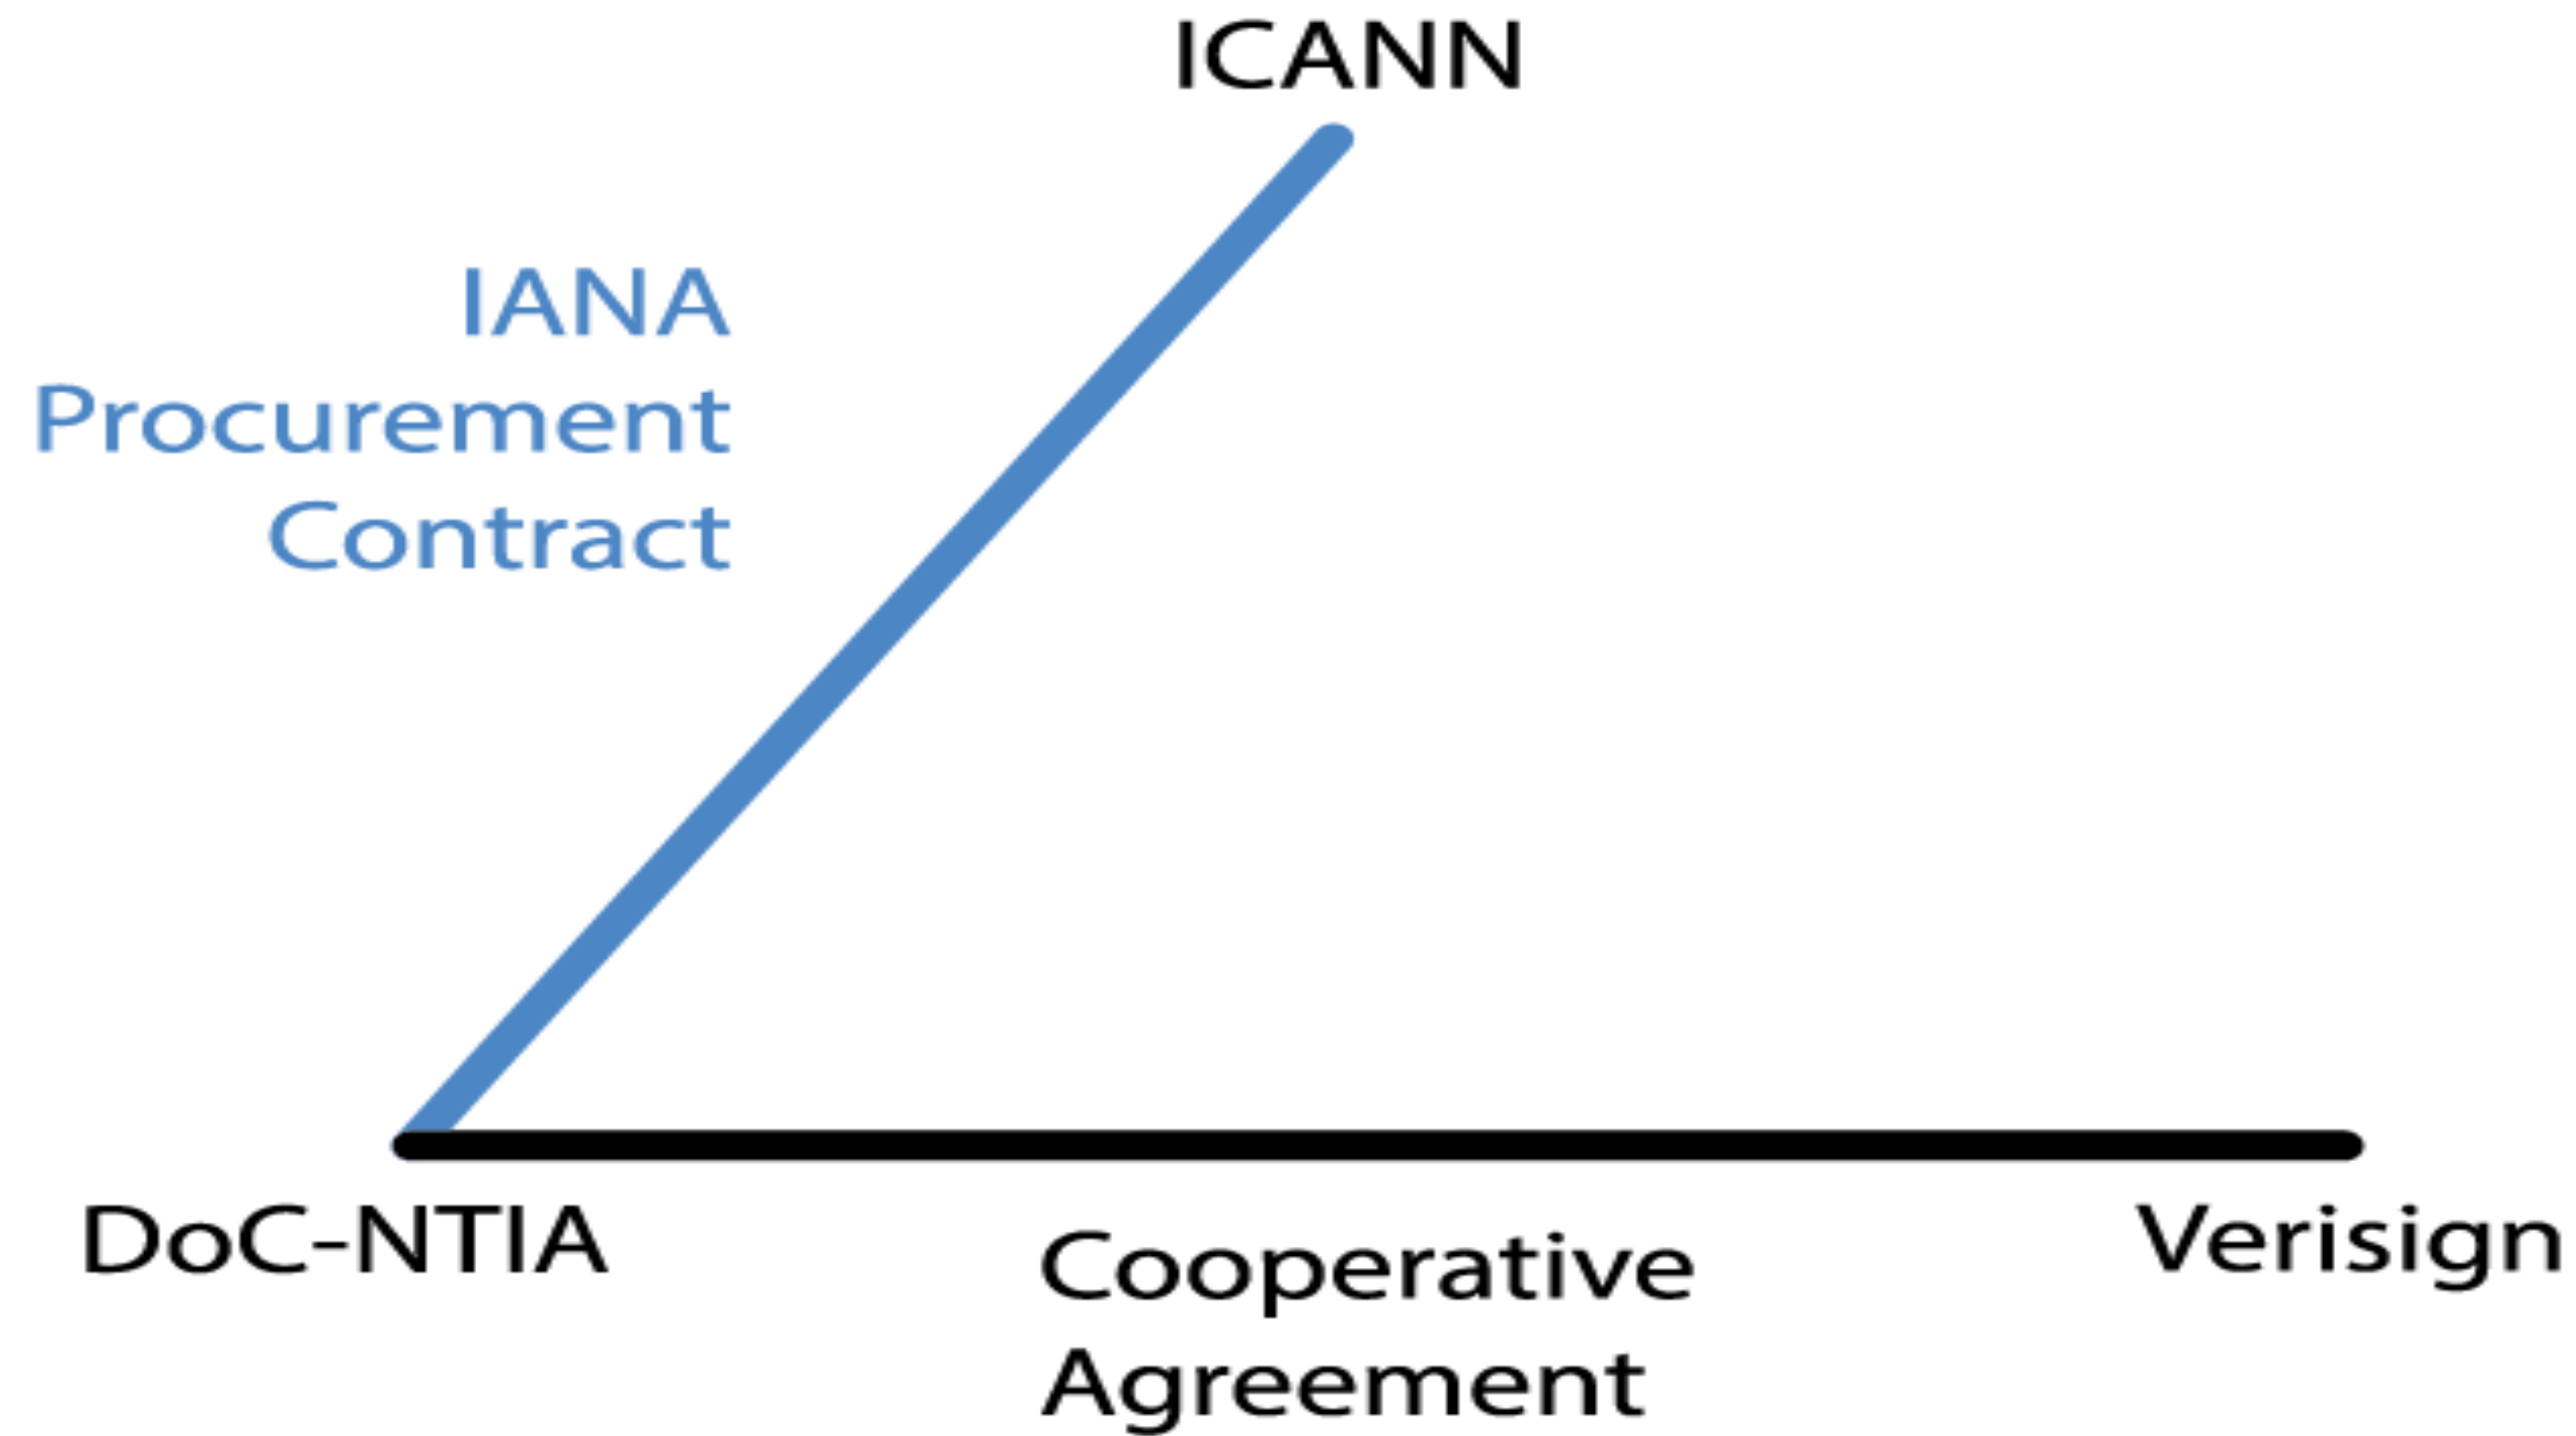 ICANN
IANA
Procurement
Contract
DoC-NTIA
Cooperative
Agreement
Verisign